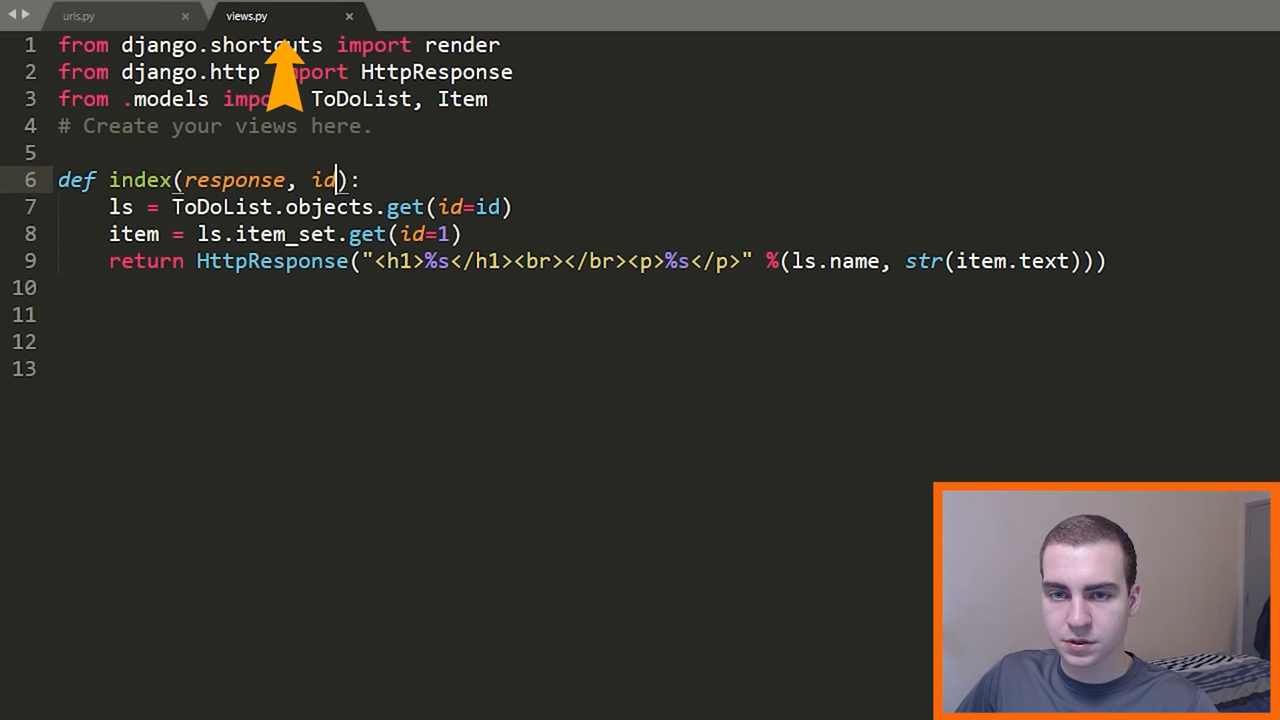 urls.py × views.py ×
1 from django.shortcuts import render
2 from django.http import HttpResponse
3 from .models import ToDoList, Item
4 # Create your views here.
5
6 def index(response, id):
7     ls = ToDoList.objects.get(id=id)
8     item = ls.item_set.get(id=1)
9     return HttpResponse("<h1>%s</h1><br></br><p>%s</p>" %(ls.name, str(item.text)))
10
11
12
13